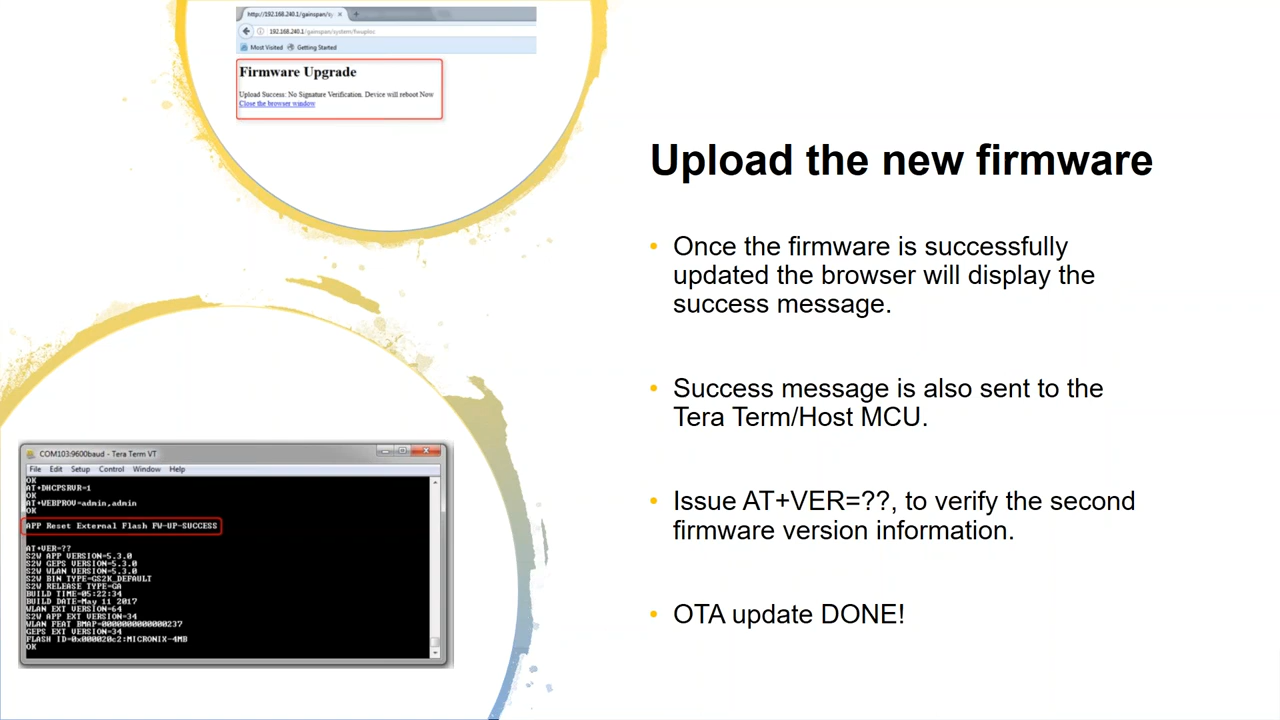 http://192.168.240.1/gainspan/sy
192.168.240.1/gainspan/system/fwuploc
Most Visited Getting Started
Firmware Upgrade
Upload Success: No Signature Verification. Device will reboot Now
Close the browser window
Upload the new firmware
• Once the firmware is successfully
updated the browser will display the
success message.
• Success message is also sent to the
Tera Term/Host MCU.
• Issue AT+VER=??, to verify the second
firmware version information.
• OTA update DONE!
COM103:9600baud - Tera Term VT
File Edit Setup Control Window Help
OK
AT+DHCPSRVR=1
OK
AT+WEBPROV=admin,admin
OK
APP Reset External Flash FW-UP-SUCCESS
AT+VER=??
S2W APP VERSION=5.3.0
S2W GEPS VERSION=5.3.0
S2W WLAN VERSION=5.3.0
S2W BIN TYPE=GS2K_DEFAULT
S2W RELEASE TYPE=GA
BUILD TIME=05:22:34
BUILD DATE=May 11 2017
WLAN EXT VERSION=64
S2W APP EXT VERSION=34
WLAN FEAT BMAP=0000000000000237
GEPS EXT VERSION=34
FLASH ID=0x000020c2:MICRONIX-4MB
OK